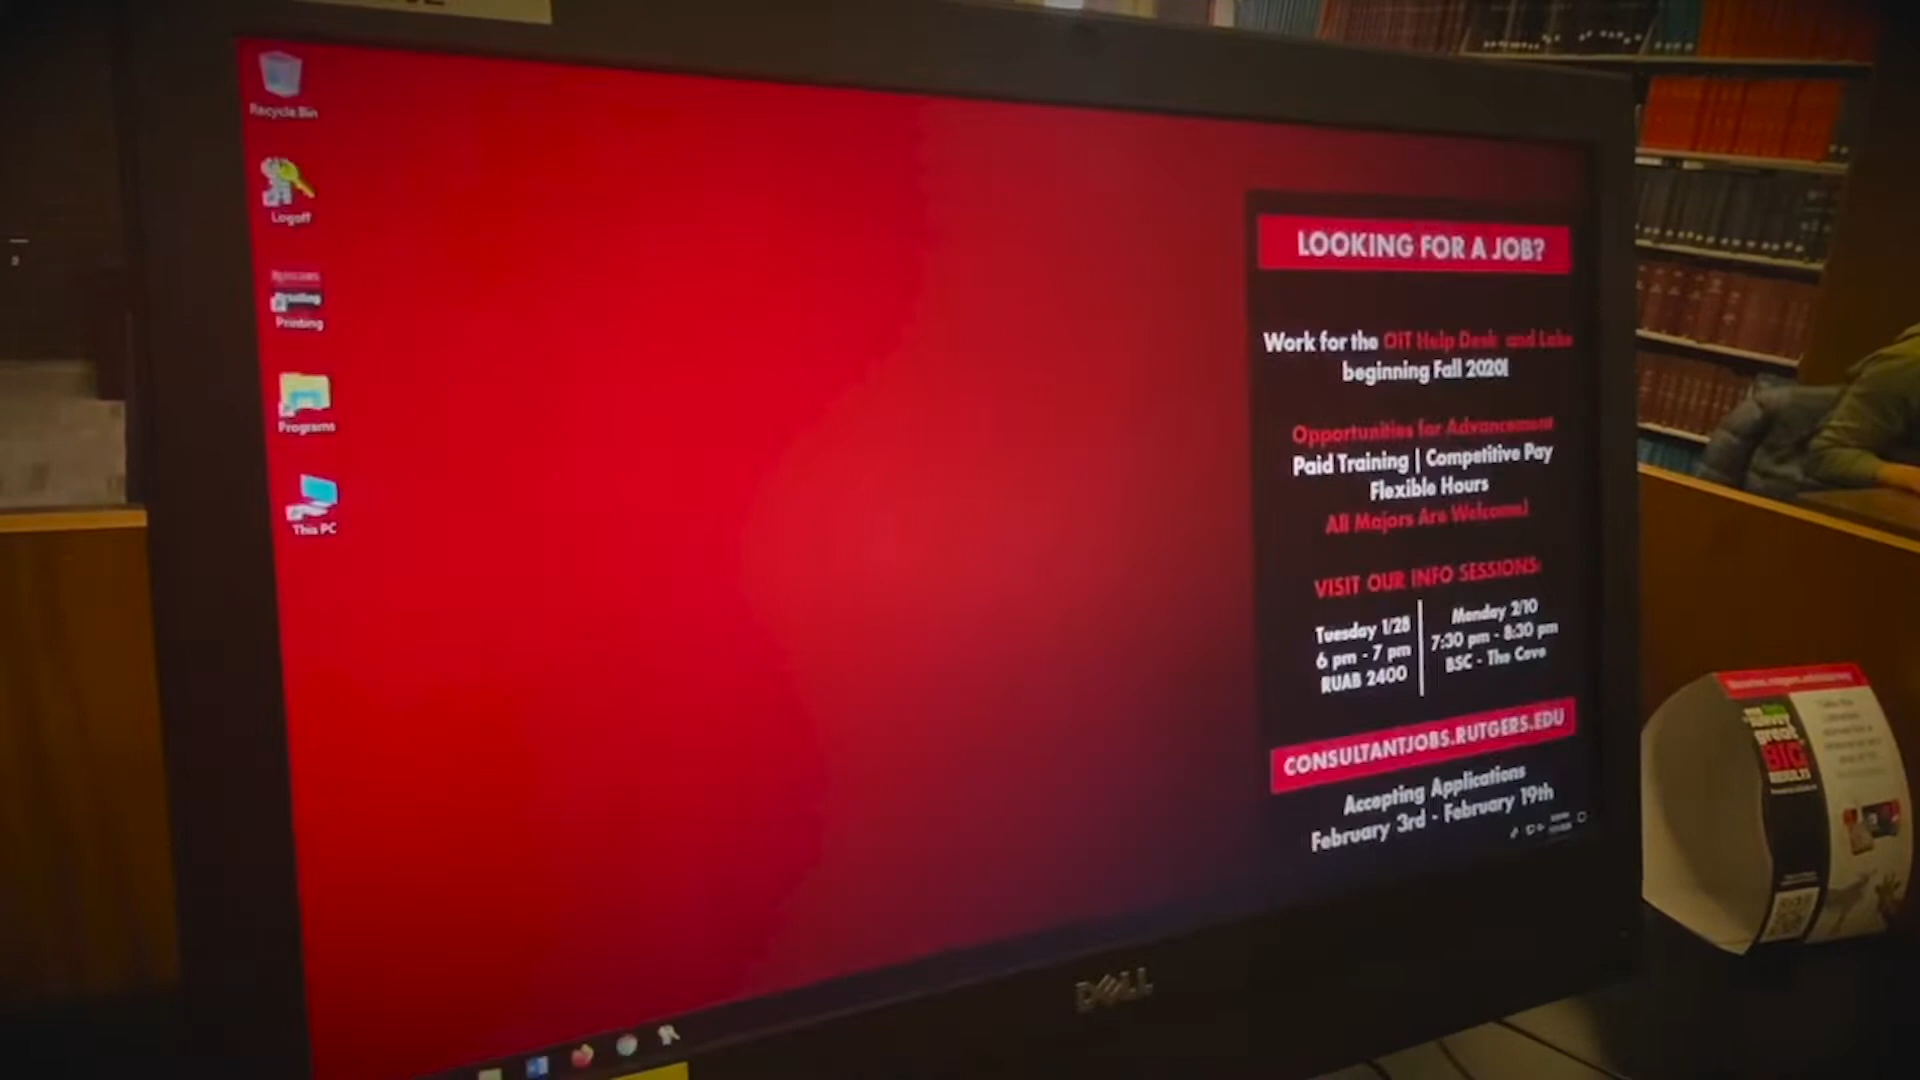 Recycle Bin
Logoff
Printing
Programs
This PC
LOOKING FOR A JOB?
Work for the OIT Help Desk and Labs
beginning Fall 2020!
Opportunities for Advancement
Paid Training | Competitive Pay
Flexible Hours
All Majors Are Welcome!
VISIT OUR INFO SESSIONS:
Tuesday 1/28
6 pm - 7 pm
RUAB 2400
Monday 2/10
7:30 pm - 8:30 pm
BSC - The Cove
CONSULTANTJOBS.RUTGERS.EDU
Accepting Applications
February 3rd - February 19th
DELL
great
BIG
RESULTS